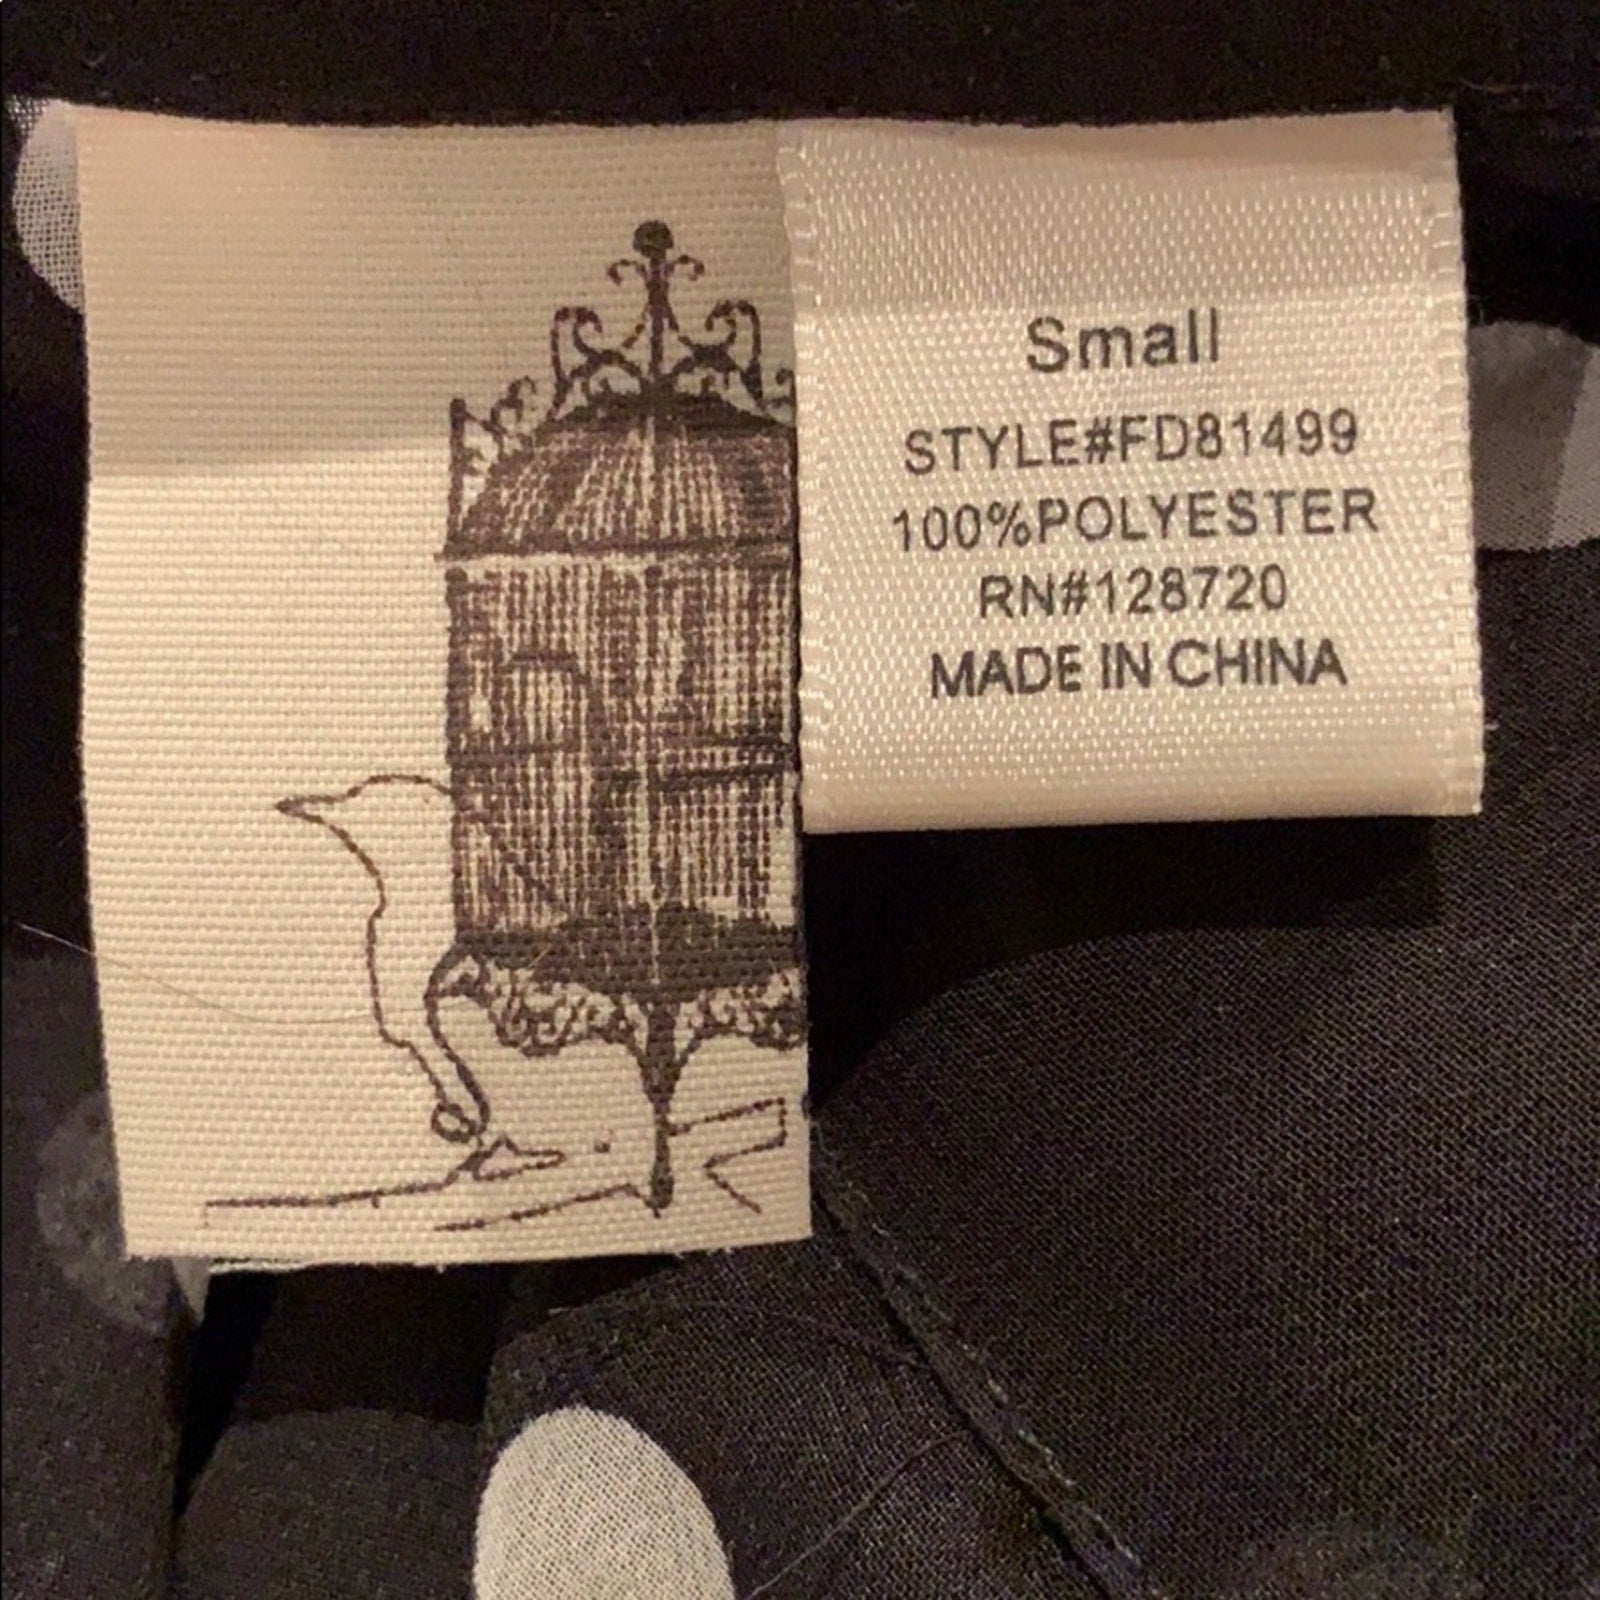 Small
STYLE#FD81499
100%POLYESTER
RN#128720
MADE IN CHINA